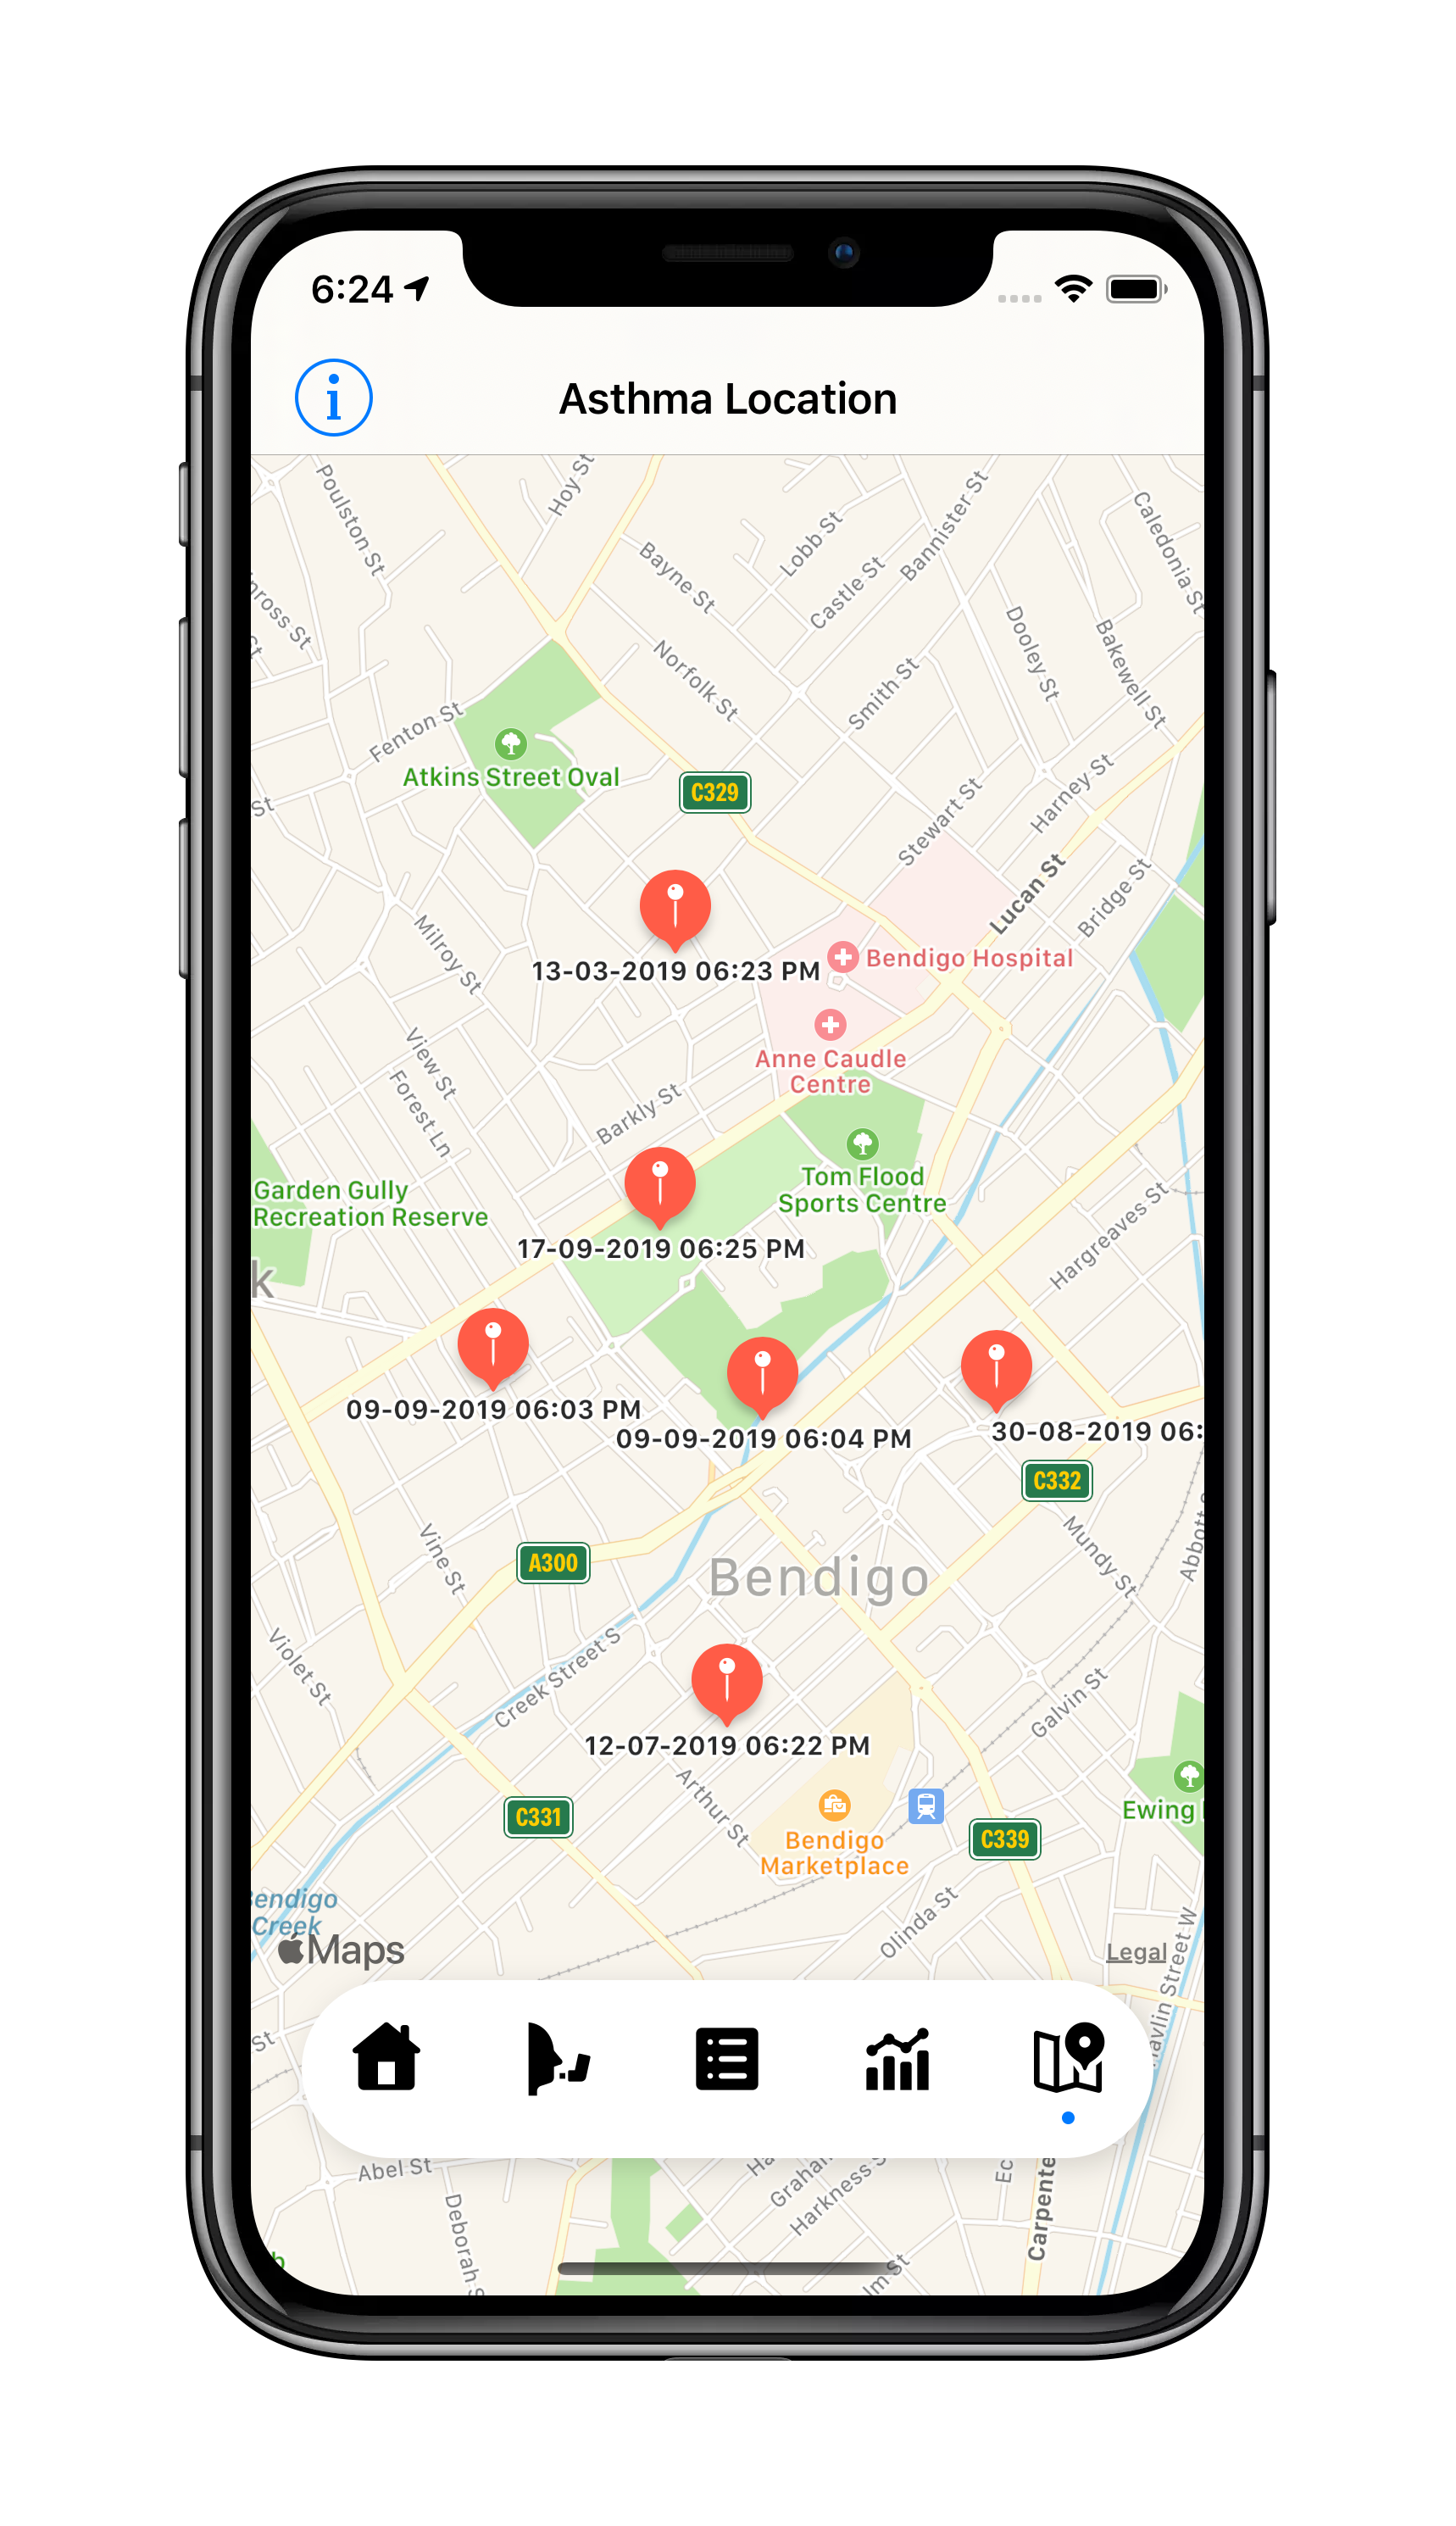 6:24
i
Asthma Location
Poulston St
Hoy St
Bannister St
Caledonia St
Lobb St
Bayne St
Castle St
Dooley St
Bakewell St
Norfolk St
Smith St
Fenton St
Atkins Street Oval
C329
Harney St
Stewart St
St
Lucan St
Bridge St
Milroy St
13-03-2019 06:23 PM
Bendigo Hospital
View St
Anne Caudle
Centre
Forest Ln
Barkly St
Garden Gully
Recreation Reserve
Tom Flood
Sports Centre
Hargreaves St
17-09-2019 06:25 PM
k
09-09-2019 06:03 PM
09-09-2019 06:04 PM
30-08-2019 06:
C332
Vine St
A300
Bendigo
Mundy St
Abbott
Violet St
Creek Street S
Galvin St
12-07-2019 06:22 PM
Arthur St
C331
Bendigo
Marketplace
C339
Ewing
Bendigo
Creek
Maps
Olinda St
Legal
St
Abel St
Harkness S
Carpente
Deborah S